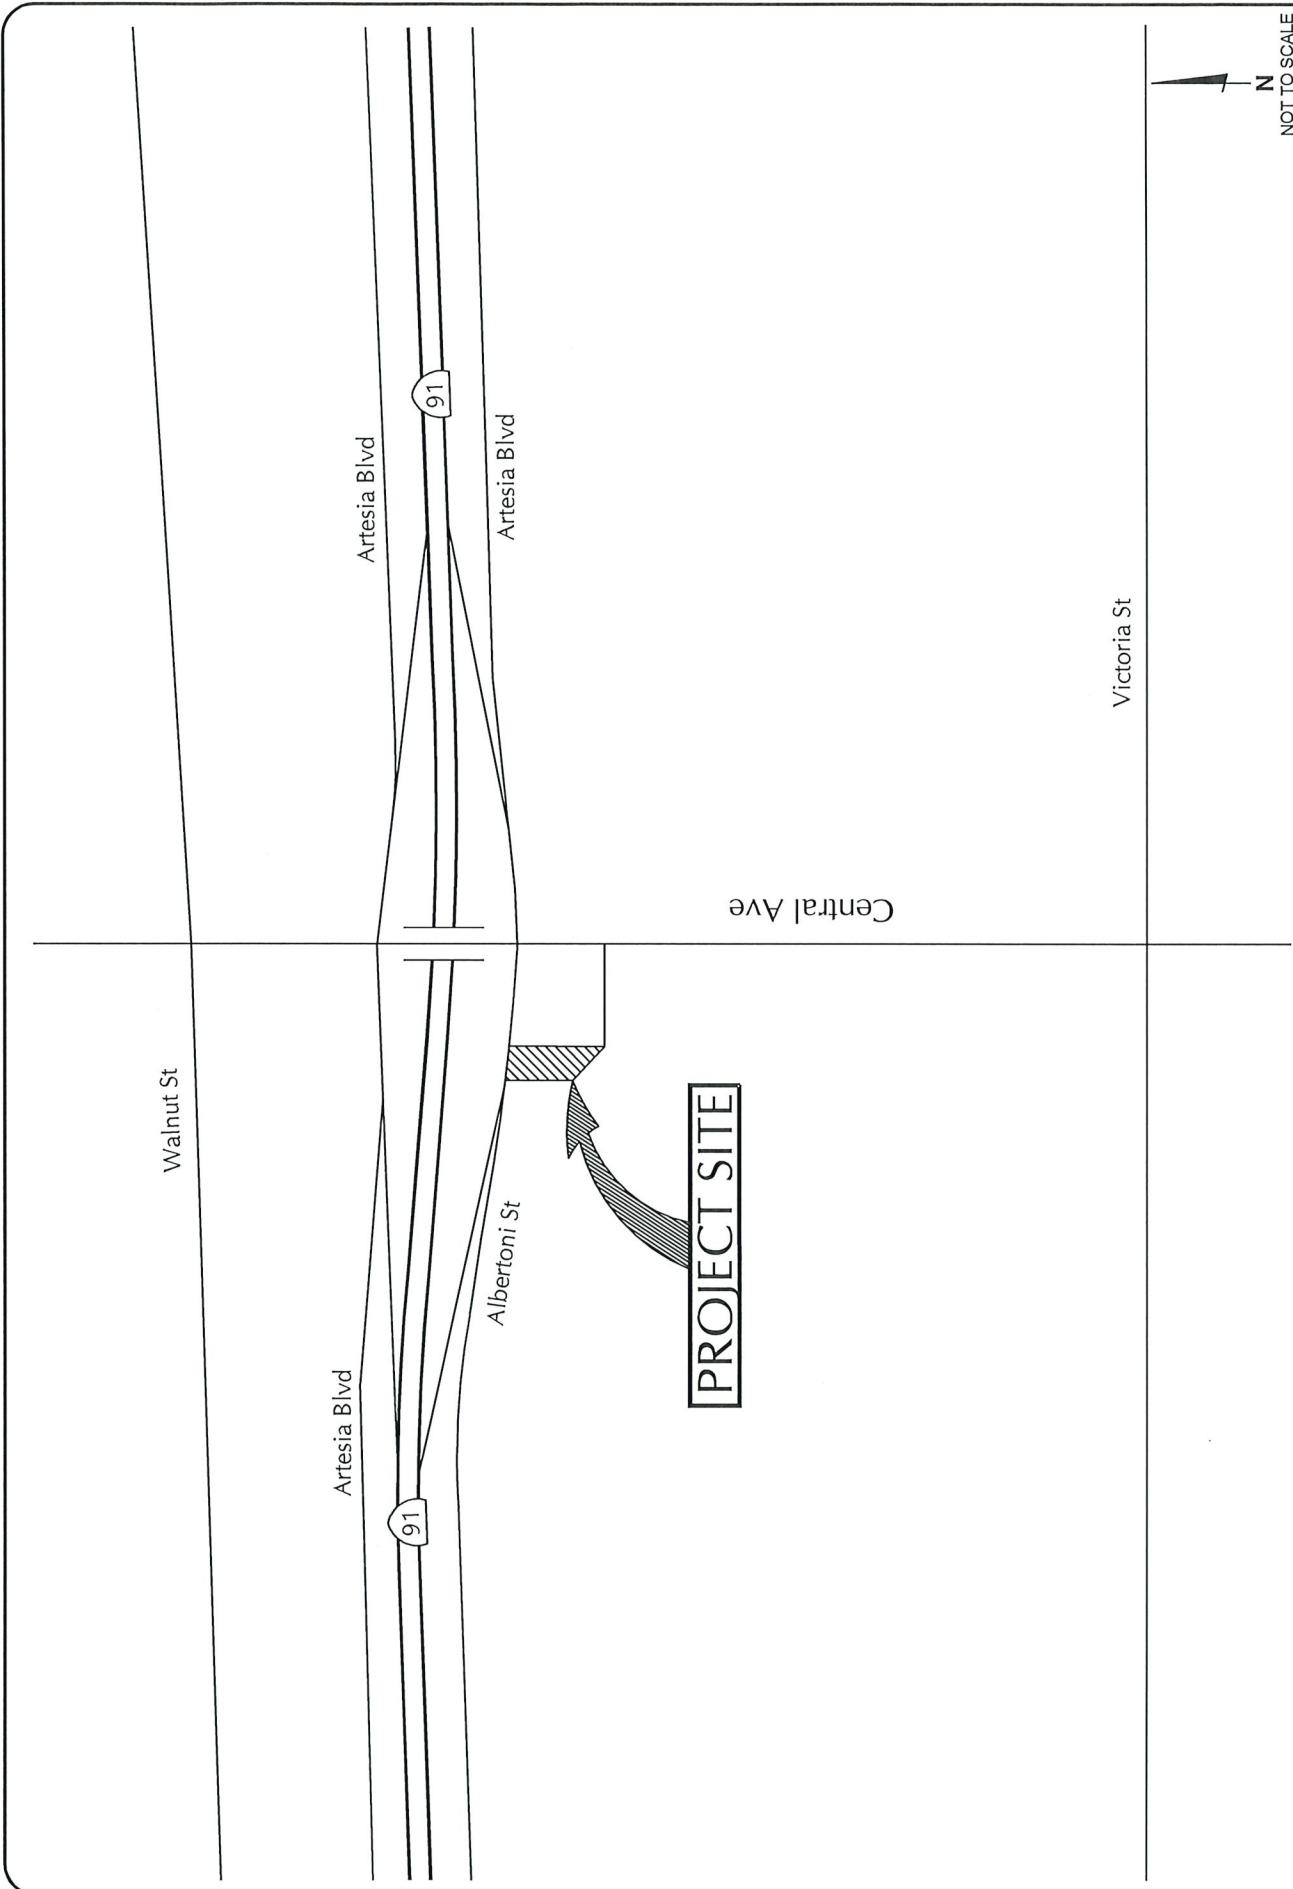 Walnut St
Artesia Blvd
Artesia Blvd
91
91
Albertoni St
Artesia Blvd
PROJECT SITE
Central Ave
Victoria St
N
NOT TO SCALE